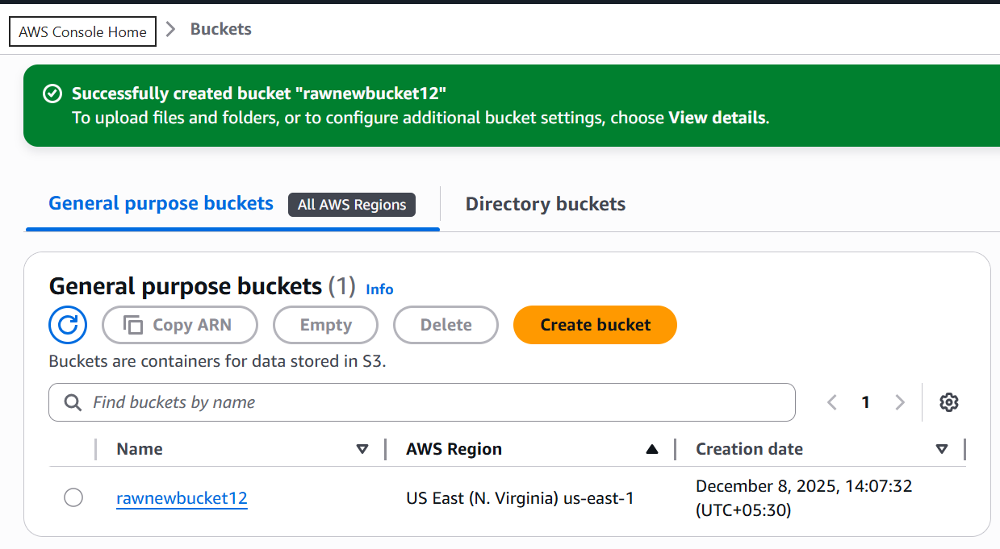 AWS Console Home > Buckets
Successfully created bucket "rawnewbucket12"
To upload files and folders, or to configure additional bucket settings, choose View details.
General purpose buckets All AWS Regions Directory buckets
General purpose buckets (1) Info
Copy ARN Empty Delete Create bucket
Buckets are containers for data stored in S3.
Find buckets by name 1
Name AWS Region Creation date
rawnewbucket12 US East (N. Virginia) us-east-1 December 8, 2025, 14:07:32
(UTC+05:30)